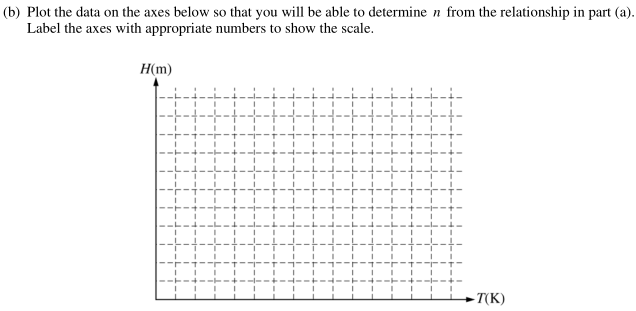 (b) Plot the data on the axes below so that you will be able to determine n from the relationship in part (a).
Label the axes with appropriate numbers to show the scale.
H(m)
T(K)